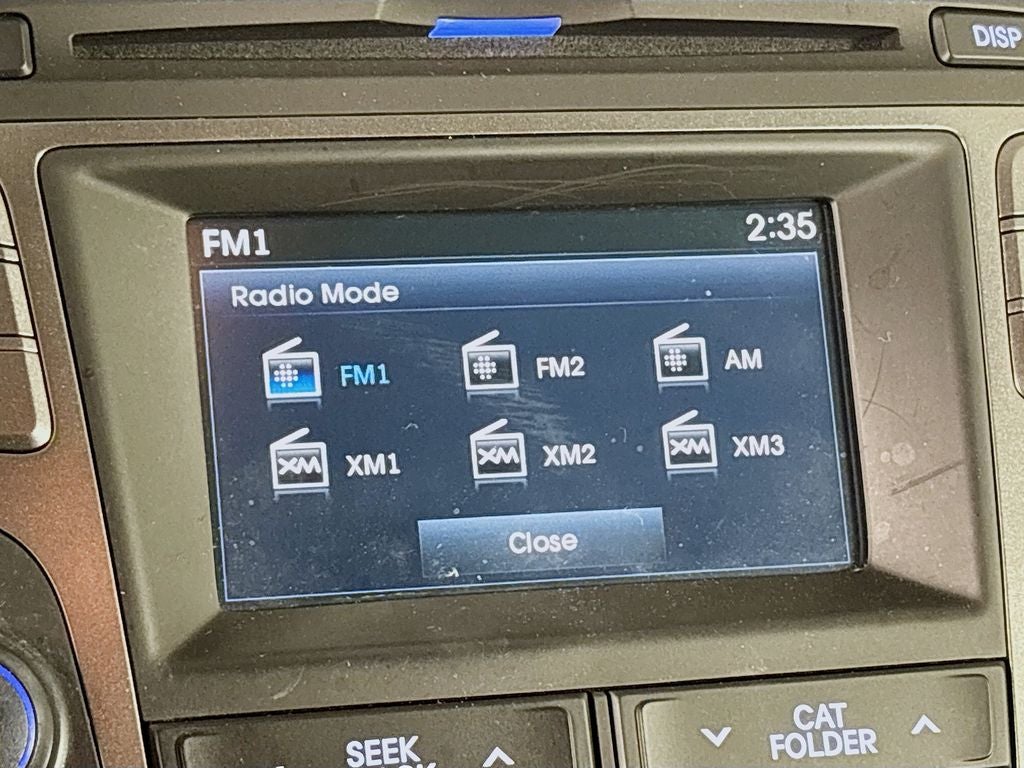 DISP
FM1 2:35
Radio Mode
FM1 FM2 AM
XM XM1 XM XM2 XM XM3
Close
SEEK
CAT
FOLDER